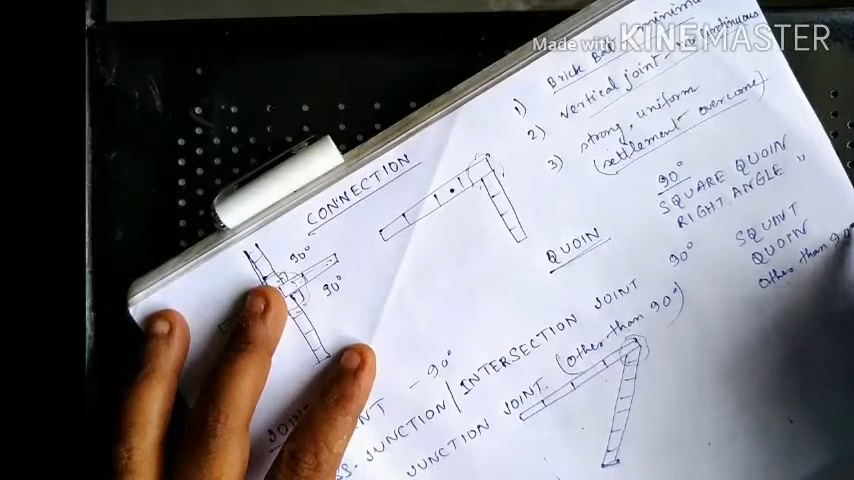 Made with KINEMASTER
1) Brick Bat minimum
2) vertical joint - no continuous
3) strong, uniform
(settlement overcome)
CONNECTION
90°
90°
QUOIN
90°
SQUARE QUOIN
RIGHT ANGLE "
SQUINT
QUOIN
other than 90°
JUNCTION/INTERSECTION JOINT 90°
JUNCTION JOINT. (other than 90°)
- 90°